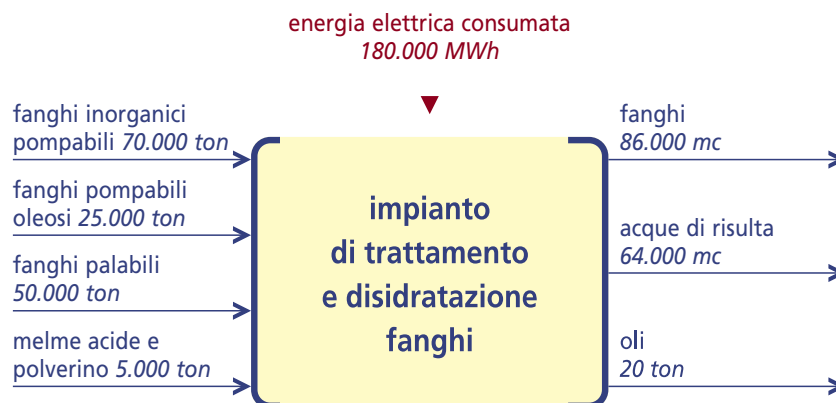 energia elettrica consumata
180.000 MWh
fanghi inorganici
pompabili 70.000 ton
fanghi pompabili
oleosi 25.000 ton
fanghi palabili
50.000 ton
melme acide e
polverino 5.000 ton
impianto
di trattamento
e disidratazione
fanghi
fanghi
86.000 mc
acque di risulta
64.000 mc
oli
20 ton